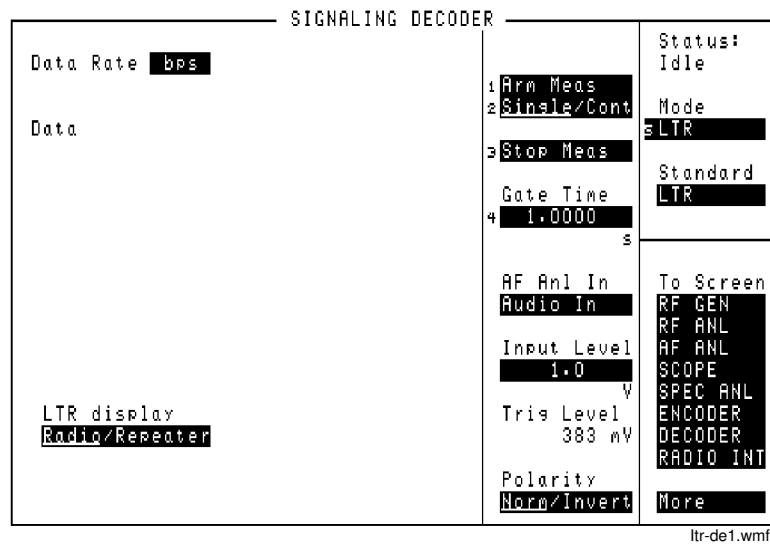 SIGNALING DECODER
Data Rate bps
Data
LTR display
Radio/Repeater
1 Arm Meas
2 Single/Cont
3 Stop Meas
Gate Time
4 1.0000
s
AF Anl In
Audio In
Input Level
1.0
V
Trig Level
383 mV
Polarity
Norm/Invert
Status:
Idle
Mode
5 LTR
Standard
LTR
To Screen
RF GEN
RF ANL
AF ANL
SCOPE
SPEC ANL
ENCODER
DECODER
RADIO INT
More
ltr-de1.wmf